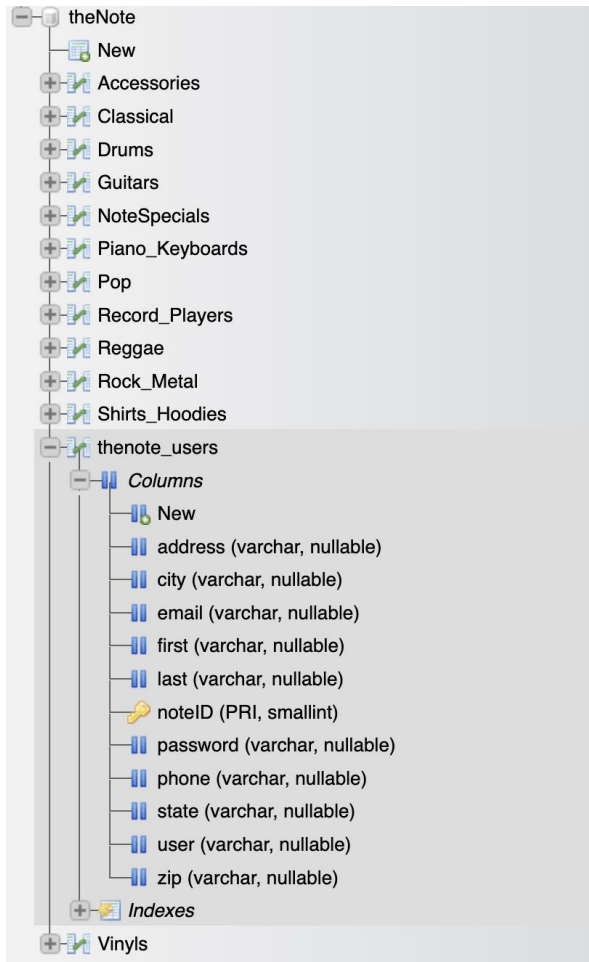 theNote
New
Accessories
Classical
Drums
Guitars
NoteSpecials
Piano_Keyboards
Pop
Record_Players
Reggae
Rock_Metal
Shirts_Hoodies
thenote_users
Columns
New
address (varchar, nullable)
city (varchar, nullable)
email (varchar, nullable)
first (varchar, nullable)
last (varchar, nullable)
noteID (PRI, smallint)
password (varchar, nullable)
phone (varchar, nullable)
state (varchar, nullable)
user (varchar, nullable)
zip (varchar, nullable)
Indexes
Vinyls